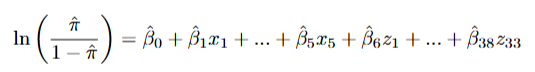 ln(π̂ / (1 − π̂)) = β̂₀ + β̂₁x₁ + ... + β̂₅x₅ + β̂₆z₁ + ... + β̂₃₈z₃₃